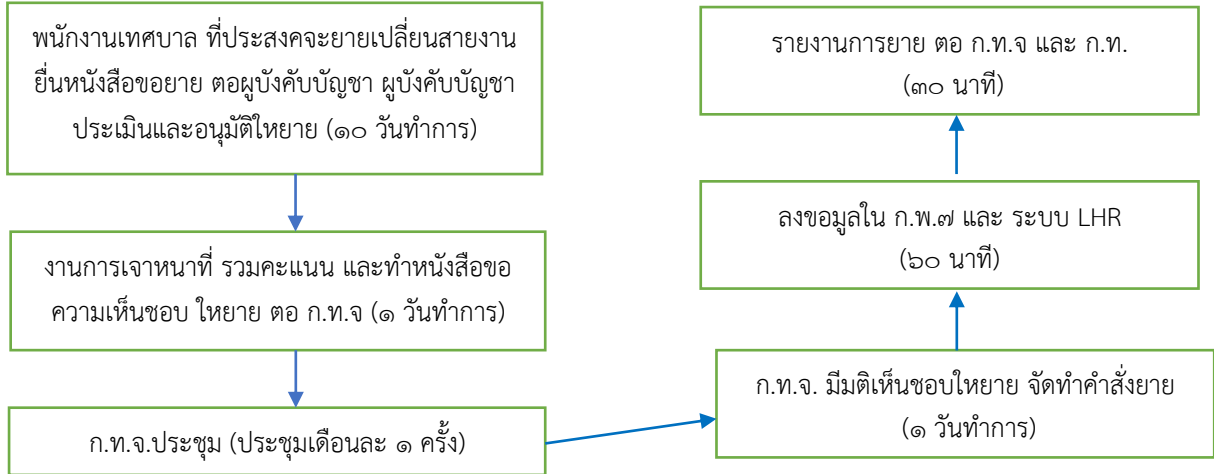 พนักงานเทศบาล ที่ประสงคจะยายเปลี่ยนสายงาน
ยื่นหนังสือขอยาย ตอผูบังคับบัญชา ผูบังคับบัญชา
ประเมินและอนุมัติใหยาย (๑๐ วันทําการ)
งานการเจาหนาที่ รวมคะแนน และทําหนังสือขอ
ความเห็นชอบ ใหยาย ตอ ก.ท.จ (๑ วันทําการ)
ก.ท.จ.ประชุม (ประชุมเดือนละ ๑ ครั้ง)
ก.ท.จ. มีมติเห็นชอบใหยาย จัดทําคําสั่งยาย
(๑ วันทําการ)
ลงขอมูลใน ก.พ.๗ และ ระบบ LHR
(๖๐ นาที)
รายงานการยาย ตอ ก.ท.จ และ ก.ท.
(๓๐ นาที)